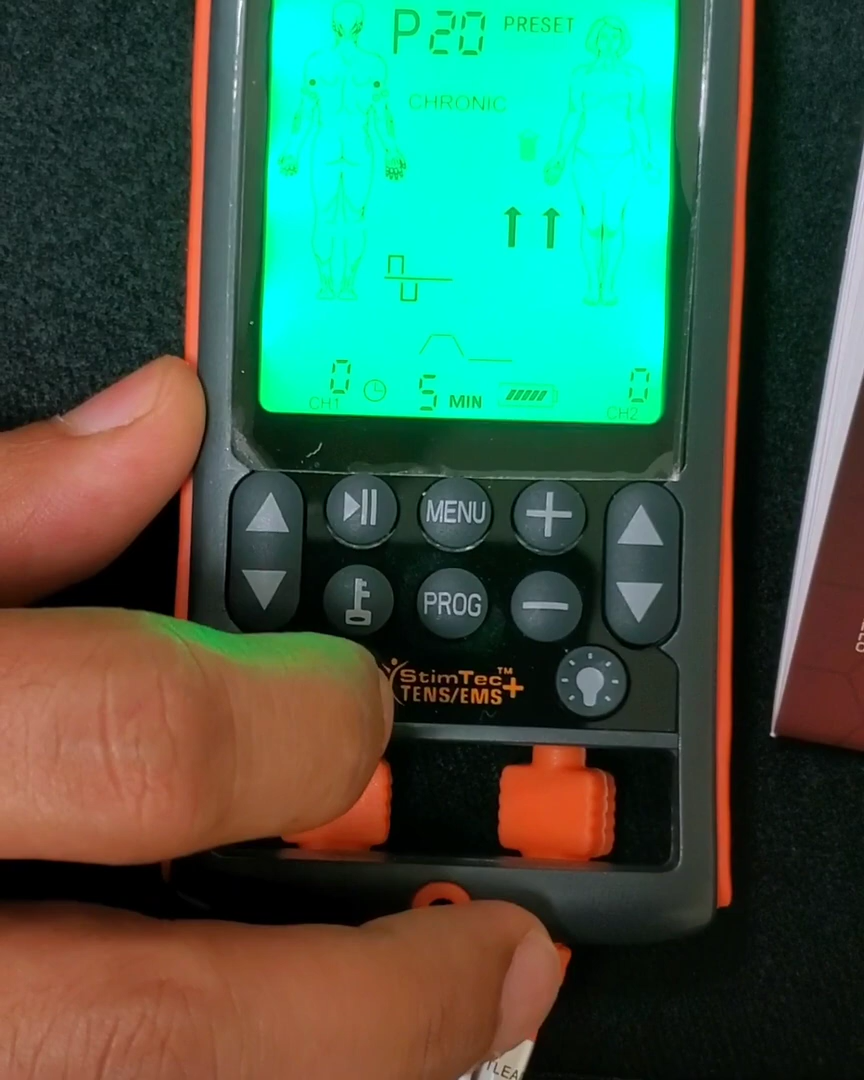 P20 PRESET
CHRONIC
0 5 MIN 0
CH1 CH2
MENU
PROG
StimTec™
TENS/EMS+